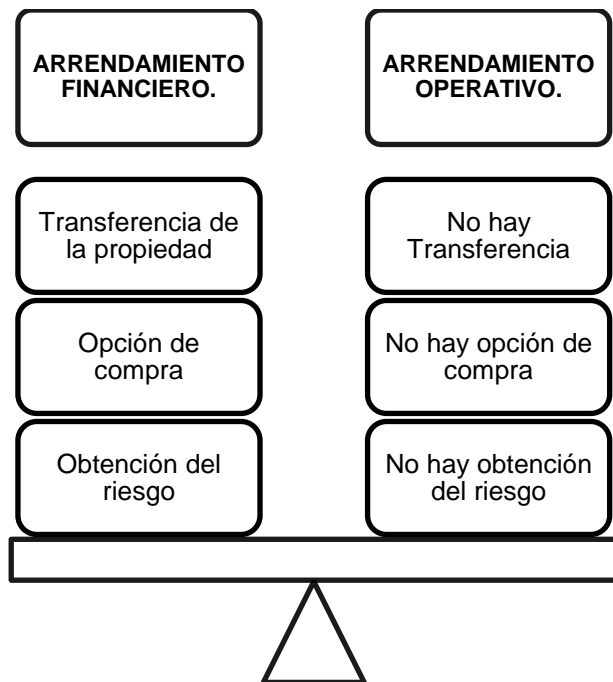 ARRENDAMIENTO
FINANCIERO.
ARRENDAMIENTO
OPERATIVO.
Transferencia de
la propiedad
No hay
Transferencia
Opción de
compra
No hay opción de
compra
Obtención del
riesgo
No hay obtención
del riesgo